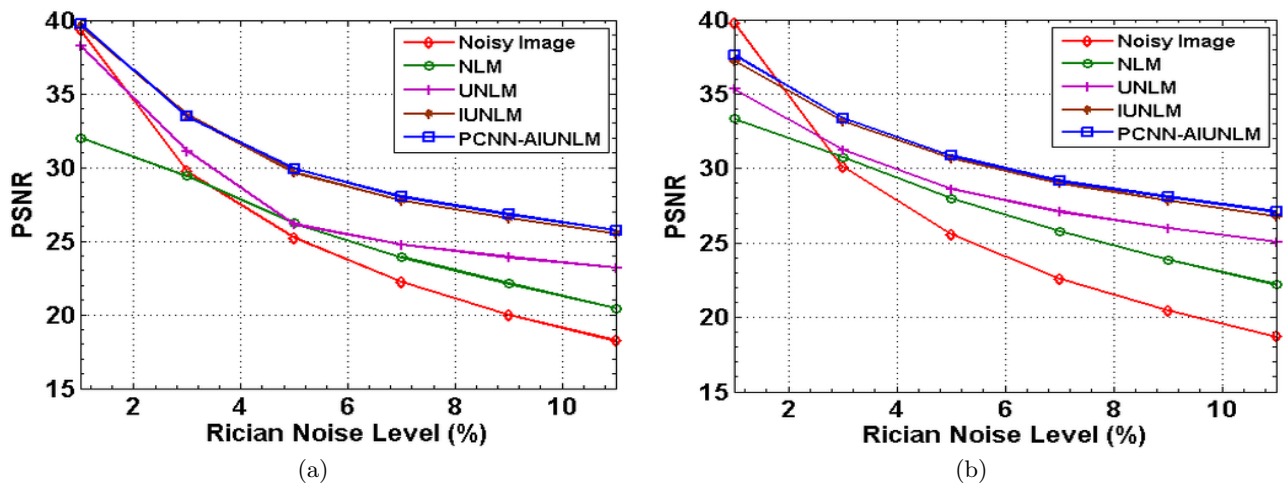 40
35
30
25
20
15
PSNR
2 4 6 8 10
Rician Noise Level (%)
Noisy Image
NLM
UNLM
IUNLM
PCNN-AIUNLM
(a)
40
35
30
25
20
15
PSNR
2 4 6 8 10
Rician Noise Level (%)
Noisy Image
NLM
UNLM
IUNLM
PCNN-AIUNLM
(b)